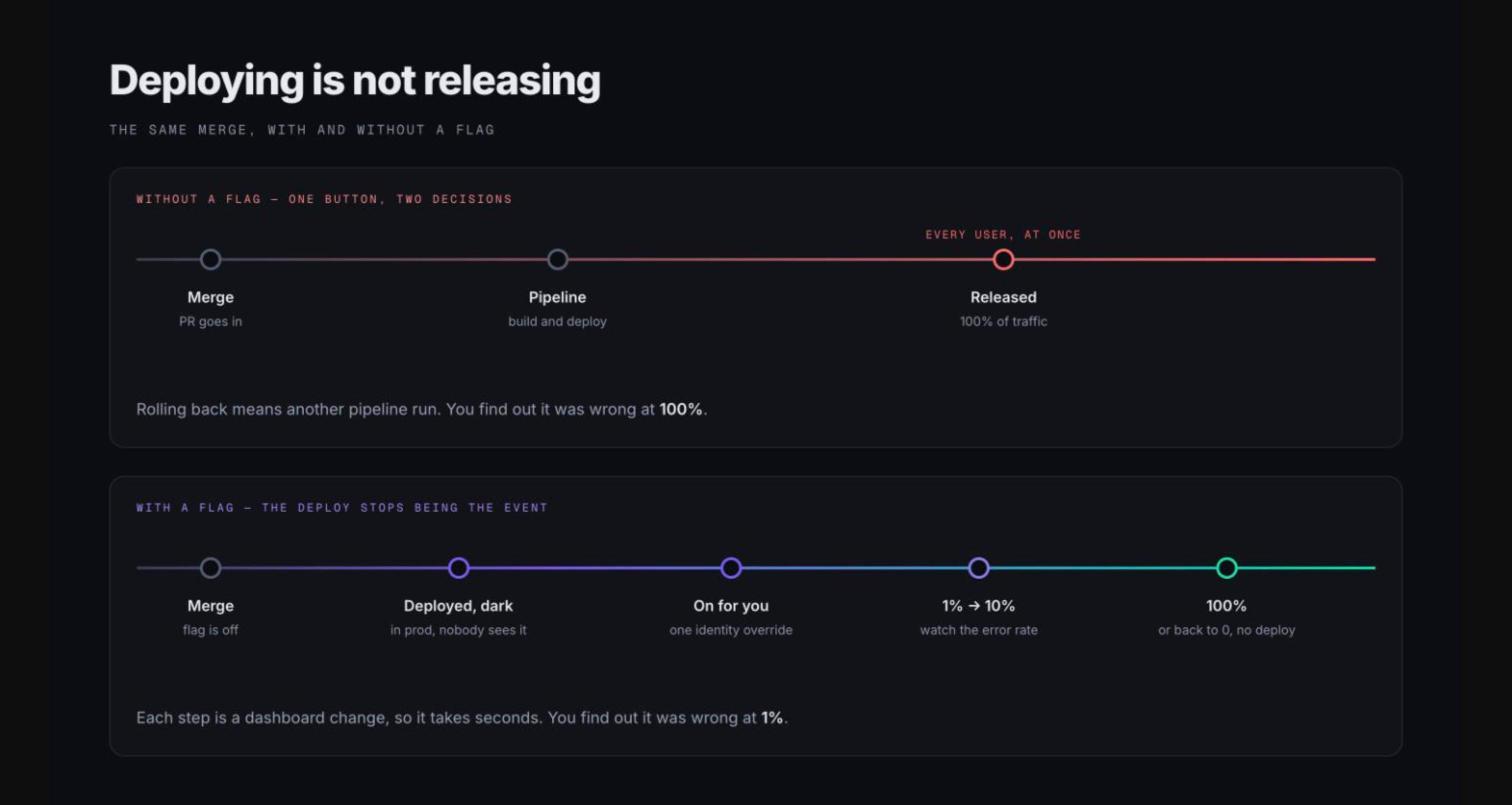 Deploying is not releasing
THE SAME MERGE, WITH AND WITHOUT A FLAG
WITHOUT A FLAG – ONE BUTTON, TWO DECISIONS
EVERY USER, AT ONCE
Merge
PR goes in
Pipeline
build and deploy
Released
100% of traffic
Rolling back means another pipeline run. You find out it was wrong at 100%.
WITH A FLAG – THE DEPLOY STOPS BEING THE EVENT
Merge
flag is off
Deployed, dark
in prod, nobody sees it
On for you
one identity override
1% → 10%
watch the error rate
100%
or back to 0, no deploy
Each step is a dashboard change, so it takes seconds. You find out it was wrong at 1%.